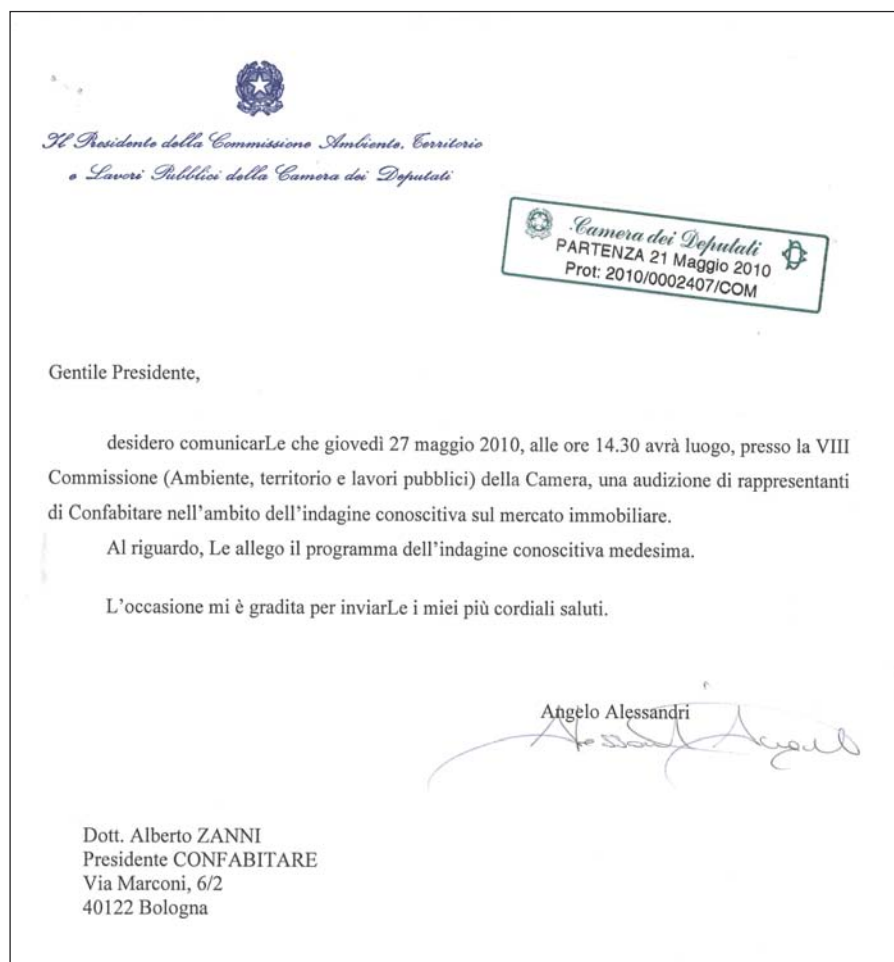 Il Presidente della Commissione Ambiente, Territorio
e Lavori Pubblici della Camera dei Deputati
Camera dei Deputati
PARTENZA 21 Maggio 2010
Prot: 2010/0002407/COM
Gentile Presidente,
desidero comunicarLe che giovedì 27 maggio 2010, alle ore 14.30 avrà luogo, presso la VIII
Commissione (Ambiente, territorio e lavori pubblici) della Camera, una audizione di rappresentanti
di Confabitare nell'ambito dell'indagine conoscitiva sul mercato immobiliare.
Al riguardo, Le allego il programma dell'indagine conoscitiva medesima.
L'occasione mi è gradita per inviarLe i miei più cordiali saluti.
Angelo Alessandri
Alessandri Angelo
Dott. Alberto ZANNI
Presidente CONFABITARE
Via Marconi, 6/2
40122 Bologna